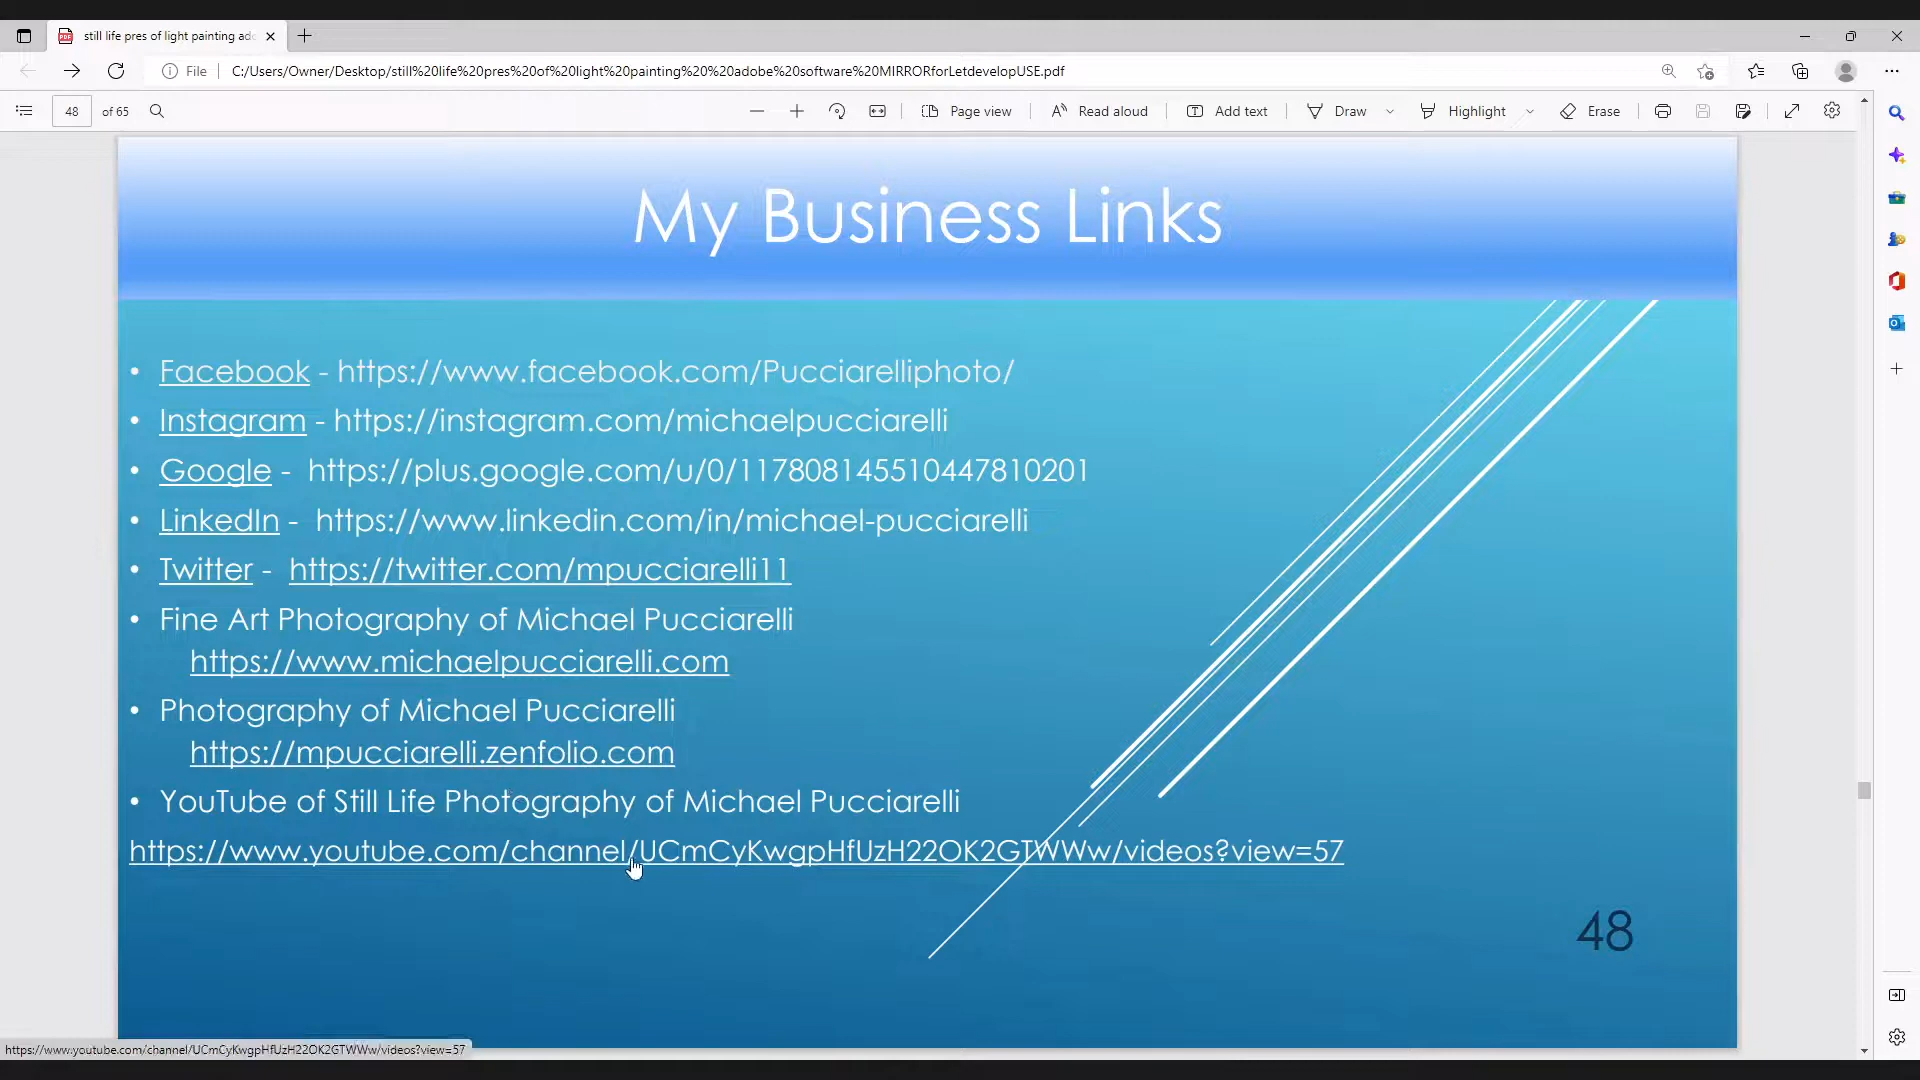 still life pres of light painting ado
File
C:/Users/Owner/Desktop/still%20life%20pres%20of%20light%20painting%20%20adobe%20software%20MIRRORforLetdevelopUSE.pdf
48 of 65
Page view
Read aloud
Add text
Draw
Highlight
Erase
My Business Links
• Facebook - https://www.facebook.com/Pucciarelliphoto/
• Instagram - https://instagram.com/michaelpucciarelli
• Google - https://plus.google.com/u/0/117808145510447810201
• LinkedIn - https://www.linkedin.com/in/michael-pucciarelli
• Twitter - https://twitter.com/mpucciarelli11
• Fine Art Photography of Michael Pucciarelli
https://www.michaelpucciarelli.com
• Photography of Michael Pucciarelli
https://mpucciarelli.zenfolio.com
• YouTube of Still Life Photography of Michael Pucciarelli
https://www.youtube.com/channel/UCmCyKwgpHfUzH22OK2GTWWw/videos?view=57
48
https://www.youtube.com/channel/UCmCyKwgpHfUzH22OK2GTWWw/videos?view=57